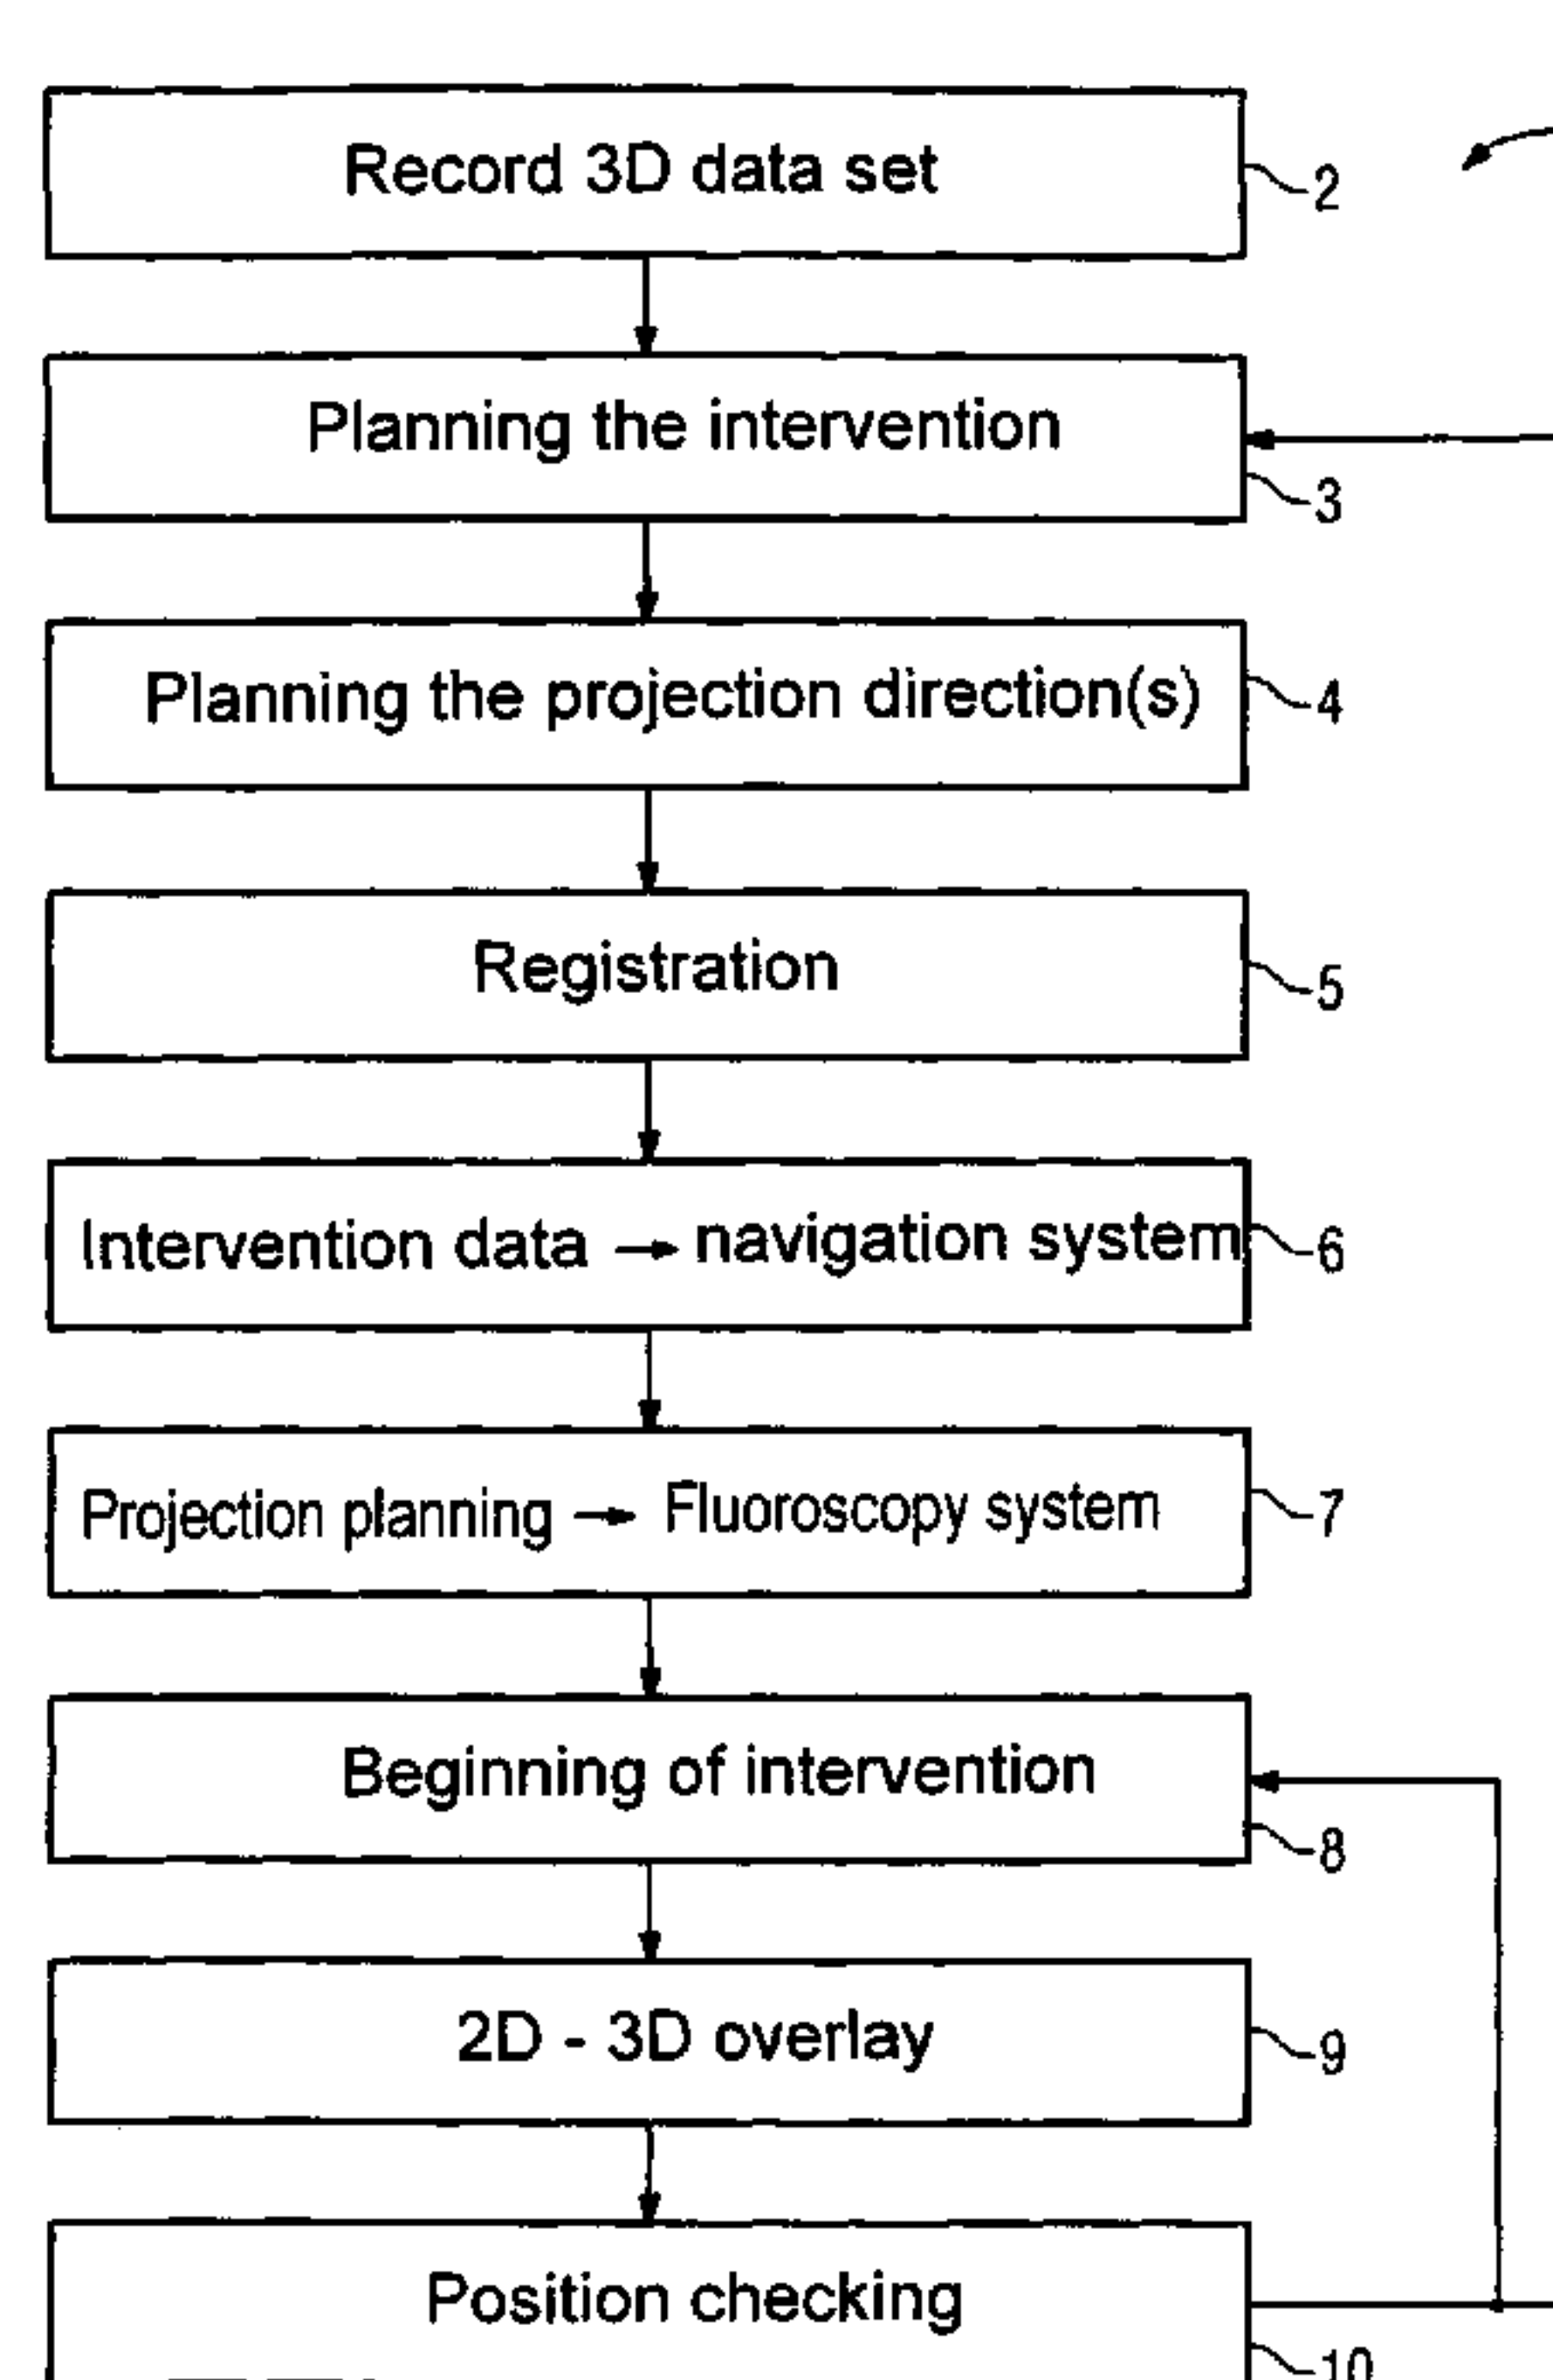 Record 3D data set
2
Planning the intervention
3
Planning the projection direction(s)
4
Registration
5
Intervention data → navigation system
6
Projection planning → Fluoroscopy system
7
Beginning of intervention
8
2D - 3D overlay
9
Position checking
10